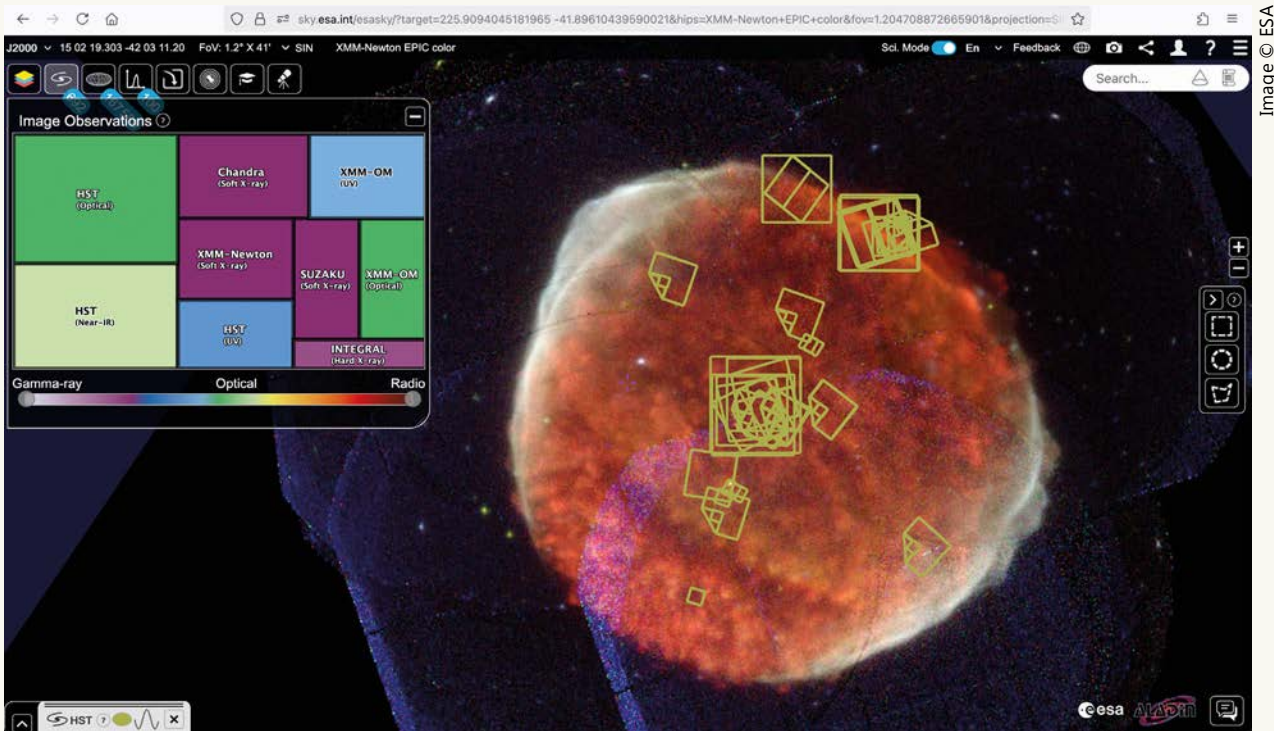 sky.esa.int/esasky/?target=225.9094045181965 -41.89610439590021&hips=XMM-Newton+EPIC+color&fov=1.204708872665901&projection=S
J2000 15 02 19.303 -42 03 11.20 FoV: 1.2° X 41' SIN XMM-Newton EPIC color
Sci. Mode En Feedback ?
Search...
Image Observations ?
HST
(Optical)
Chandra
(Soft X-ray)
XMM-OM
(UV)
XMM-Newton
(Soft X-ray)
SUZAKU
(Soft X-ray)
XMM-OM
(Optical)
HST
(Near-IR)
HST
(UV)
INTEGRAL
(Hard X-ray)
Gamma-ray Optical Radio
HST ?
esa ALADIN
Image © ESA